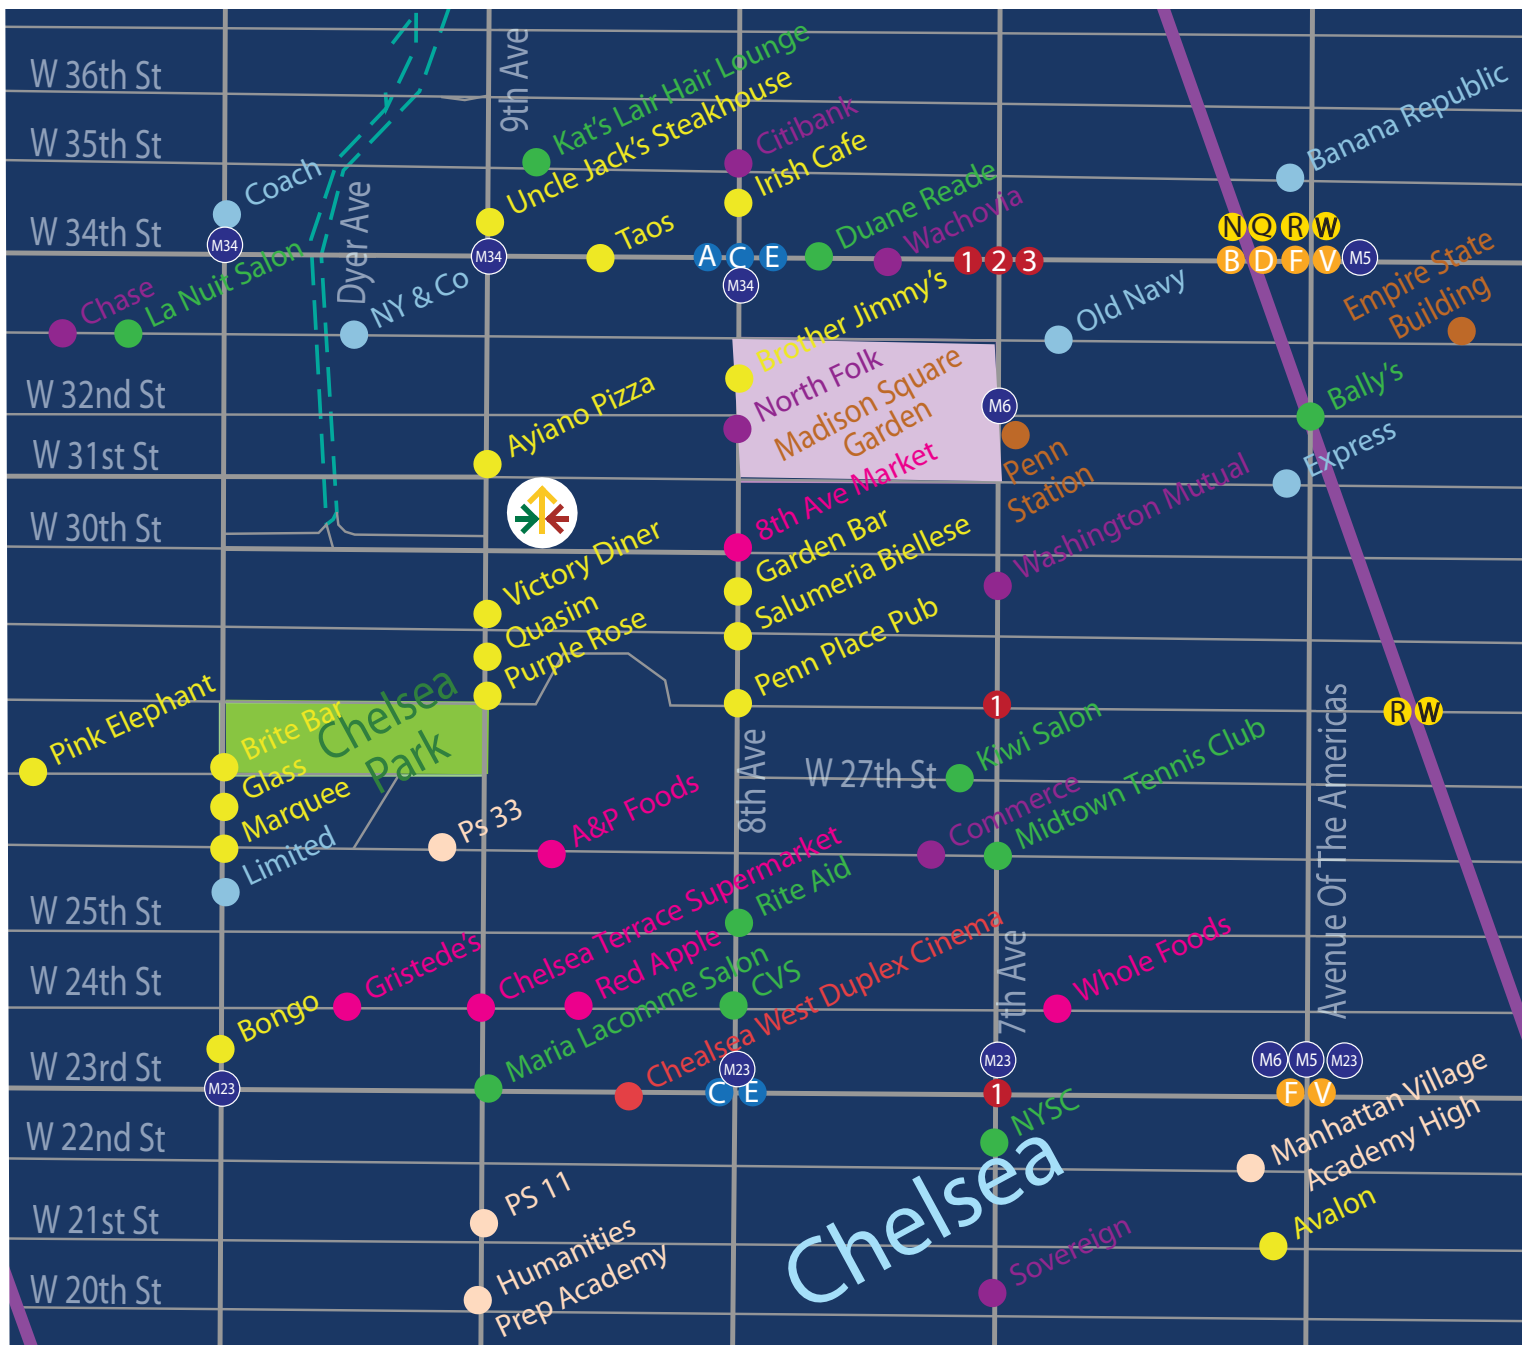 W 36th St
9th Ave
Kat's Lair Hair Lounge
Uncle Jack's Steakhouse
Citibank
Irish Cafe
Banana Republic
W 35th St
Coach
Dyer Ave
W 34th St
M34
M34
Taos
A C E
M34
Duane Reade
Wachovia
1 2 3
N Q R W
B D F V
M5
Empire State
Building
Chase
La Nuit Salon
NY & Co
Brother Jimmy's
Old Navy
North Folk
Madison Square
Garden
M6
Penn
Station
Bally's
Express
W 32nd St
Ayiano Pizza
W 31st St
8th Ave Market
Washington Mutual
W 30th St
Victory Diner
Garden Bar
Quasim
Salumeria Biellese
Purple Rose
Penn Place Pub
1
R W
Pink Elephant
Chelsea
Park
Brite Bar
Glass
Marquee
Limited
8th Ave
W 27th St
Kiwi Salon
Commerce
Midtown Tennis Club
Avenue Of The Americas
Ps 33
A&P Foods
W 25th St
Rite Aid
W 24th St
Gristede's
Chelsea Terrace Supermarket
Red Apple
CVS
7th Ave
Whole Foods
Bongo
W 23rd St
M23
Maria Lacomme Salon
Chealsea West Duplex Cinema
M23
C E
M23
1
M6 M5 M23
F V
W 22nd St
NYSC
Manhattan Village
Academy High
Chelsea
W 21st St
PS 11
Avalon
W 20th St
Humanities
Prep Academy
Sovereign